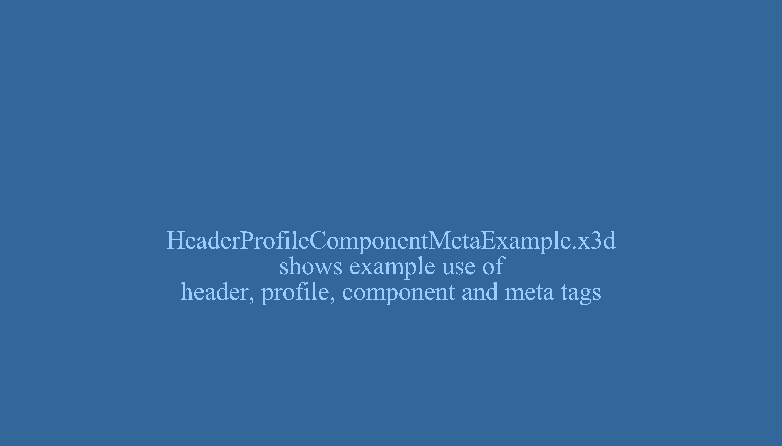 HeaderProfileComponentMetaExample.x3d
shows example use of
header, profile, component and meta tags